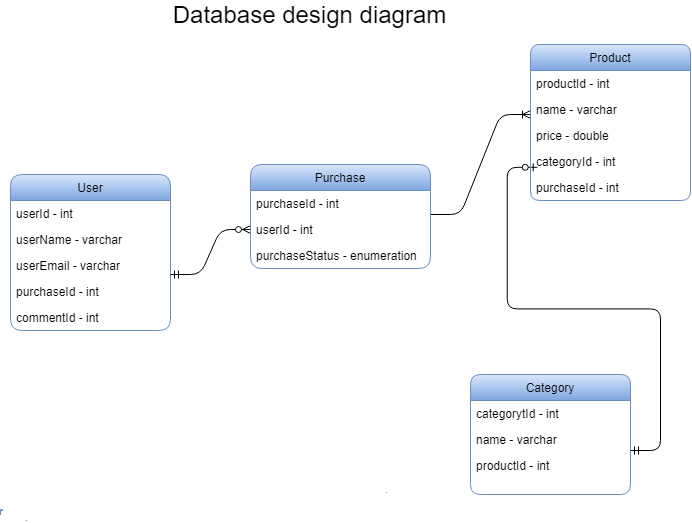 Database design diagram
User
userId - int
userName - varchar
userEmail - varchar
purchaseId - int
commentId - int
Purchase
purchaseId - int
userId - int
purchaseStatus - enumeration
Product
productId - int
name - varchar
price - double
categoryId - int
purchaseId - int
Category
categorytId - int
name - varchar
productId - int